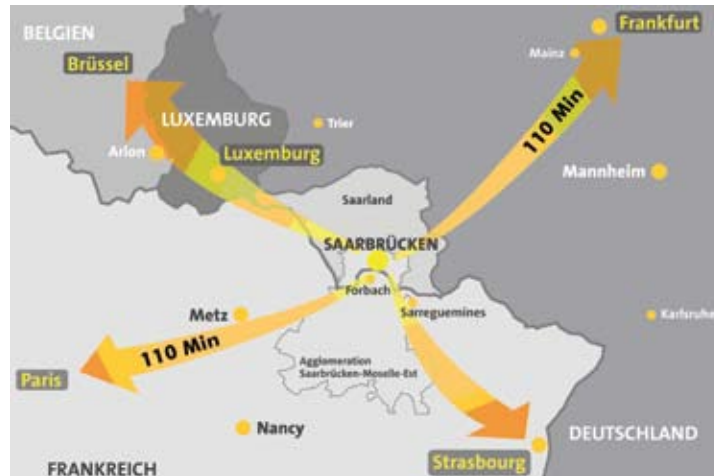 BELGIEN
Frankfurt
Mainz
Brüssel
LUXEMBURG
Trier
110 Min
Arlon
Luxemburg
Mannheim
Saarland
SAARBRÜCKEN
Forbach
Metz
Sarreguemines
Karlsruhe
110 Min
Agglomeration
Saarbrücken-Moselle-Est
Paris
Nancy
DEUTSCHLAND
Strasbourg
FRANKREICH